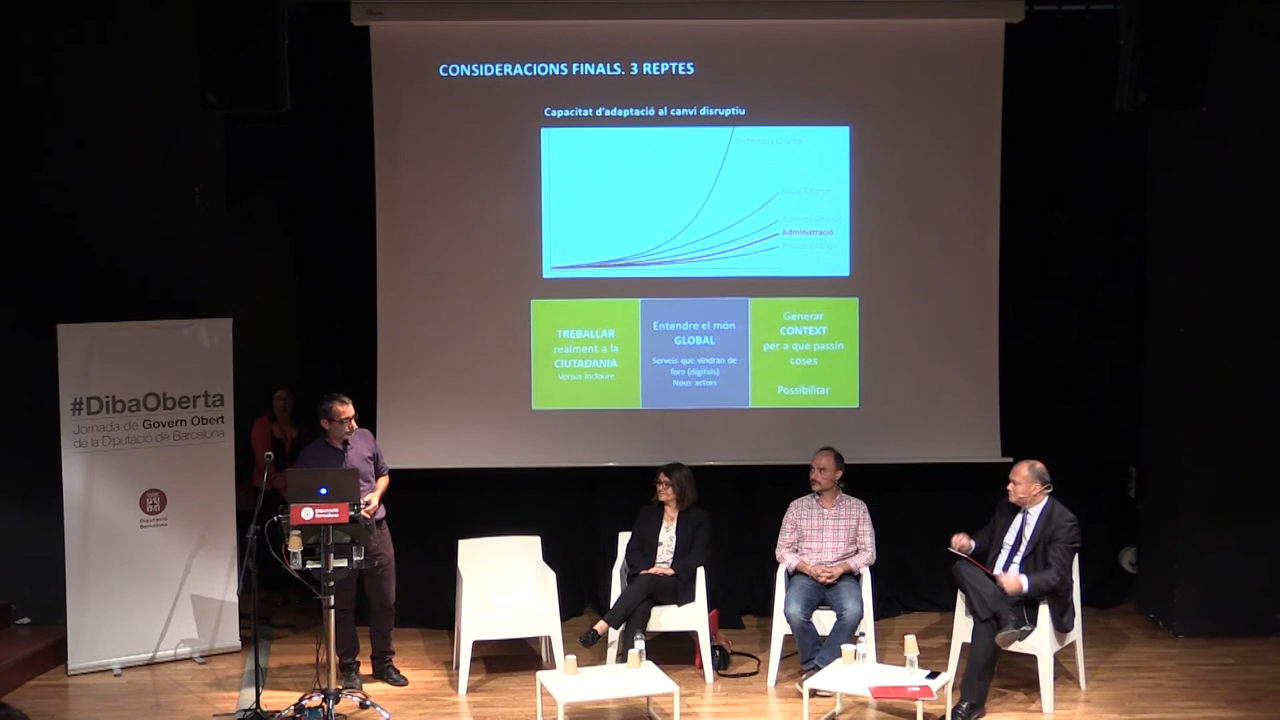 CONSIDERACIONS FINALS. 3 REPTES
Capacitat d'adaptació al canvi disruptiu
Change
Social Change
Business Change
Administració
Political Change
TREBALLAR
realment a la
CIUTADANIA
Versus incloure
Entendre el món
GLOBAL
Serveis que vindran de
fora (digitals)
Nous actors
Generar
CONTEXT
per a que passin
coses
Possibilitar
#DibaOberta
Jornada de Govern Obert
de la Diputació de Barcelona
Diputació
Barcelona
Diputació
Barcelona